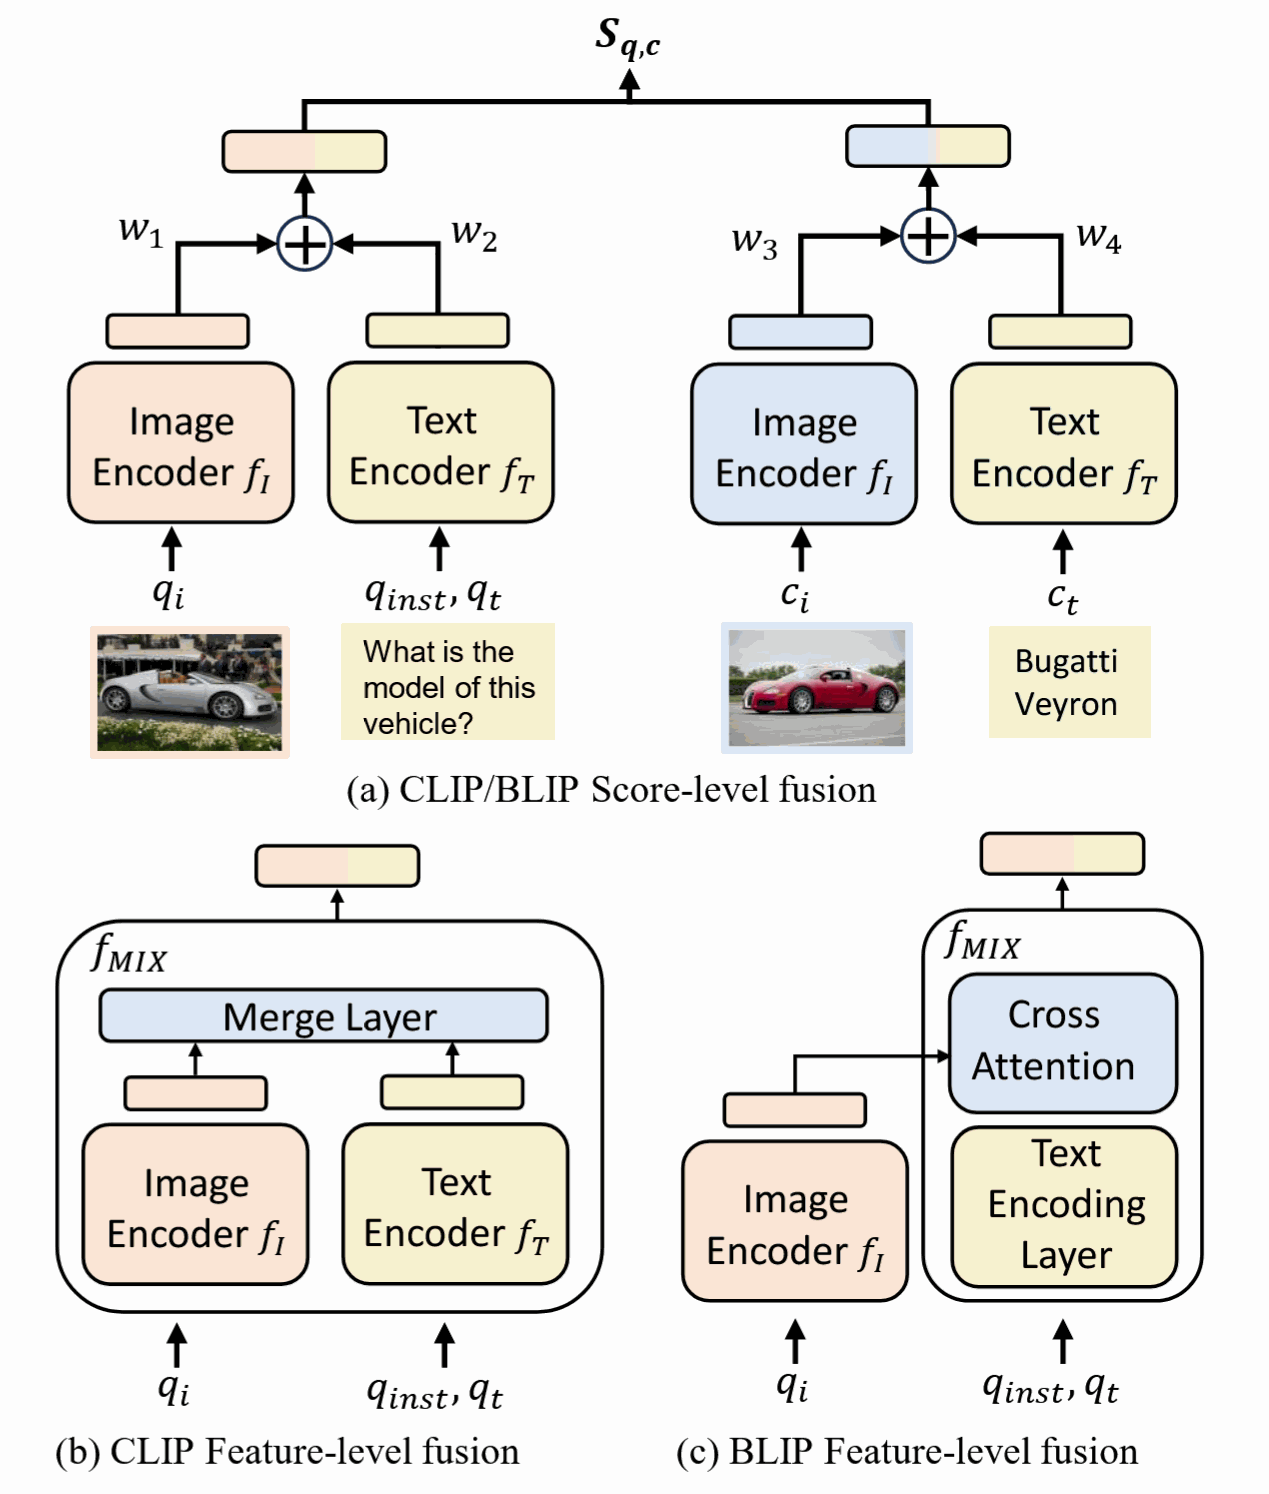 S_{q,c}
w_1
w_2
w_3
w_4
Image
Encoder f_I
Text
Encoder f_T
Image
Encoder f_I
Text
Encoder f_T
q_i
q_{inst}, q_t
c_i
c_t
What is the
model of this
vehicle?
Bugatti
Veyron
(a) CLIP/BLIP Score-level fusion
f_{MIX}
Merge Layer
Image
Encoder f_I
Text
Encoder f_T
q_i
q_{inst}, q_t
(b) CLIP Feature-level fusion
f_{MIX}
Cross
Attention
Image
Encoder f_I
Text
Encoding
Layer
q_i
q_{inst}, q_t
(c) BLIP Feature-level fusion